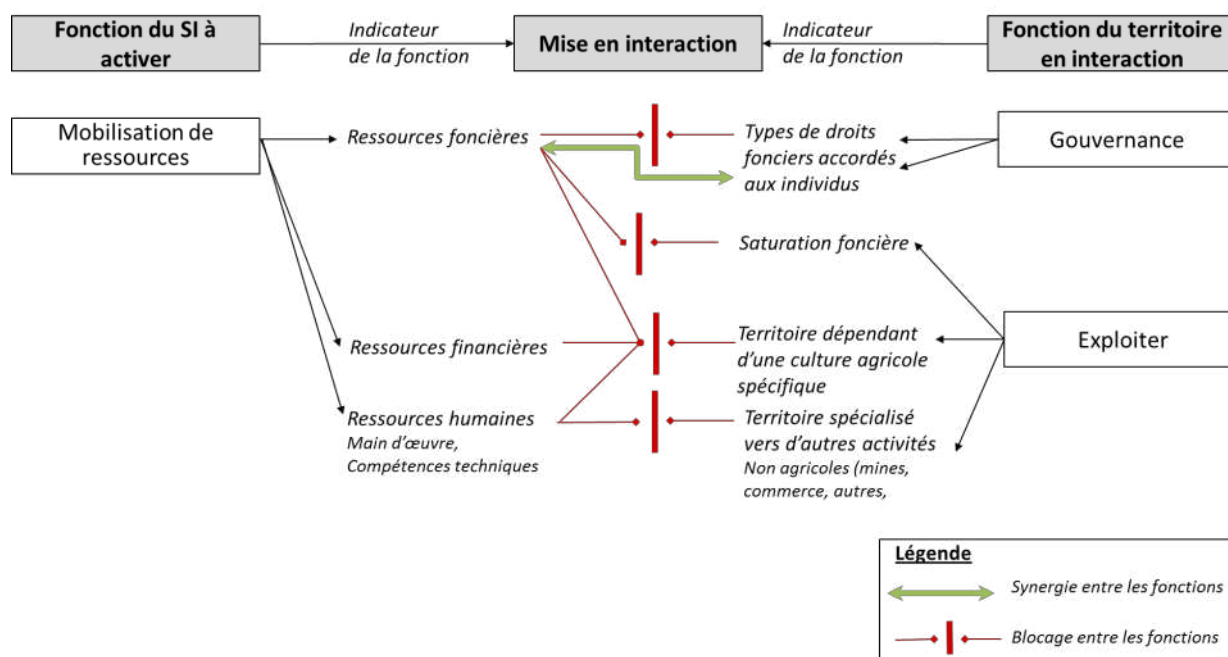 Fonction du SI à
activer
Indicateur
de la fonction
Mise en interaction
Indicateur
de la fonction
Fonction du territoire
en interaction
Mobilisation de
ressources
Ressources foncières
Types de droits
fonciers accordés
aux individus
Gouvernance
Saturation foncière
Ressources financières
Territoire dépendant
d'une culture agricole
spécifique
Exploiter
Ressources humaines
Main d'œuvre,
Compétences techniques
Territoire spécialisé
vers d'autres activités
Non agricoles (mines,
commerce, autres,
Légende
Synergie entre les fonctions
Blocage entre les fonctions